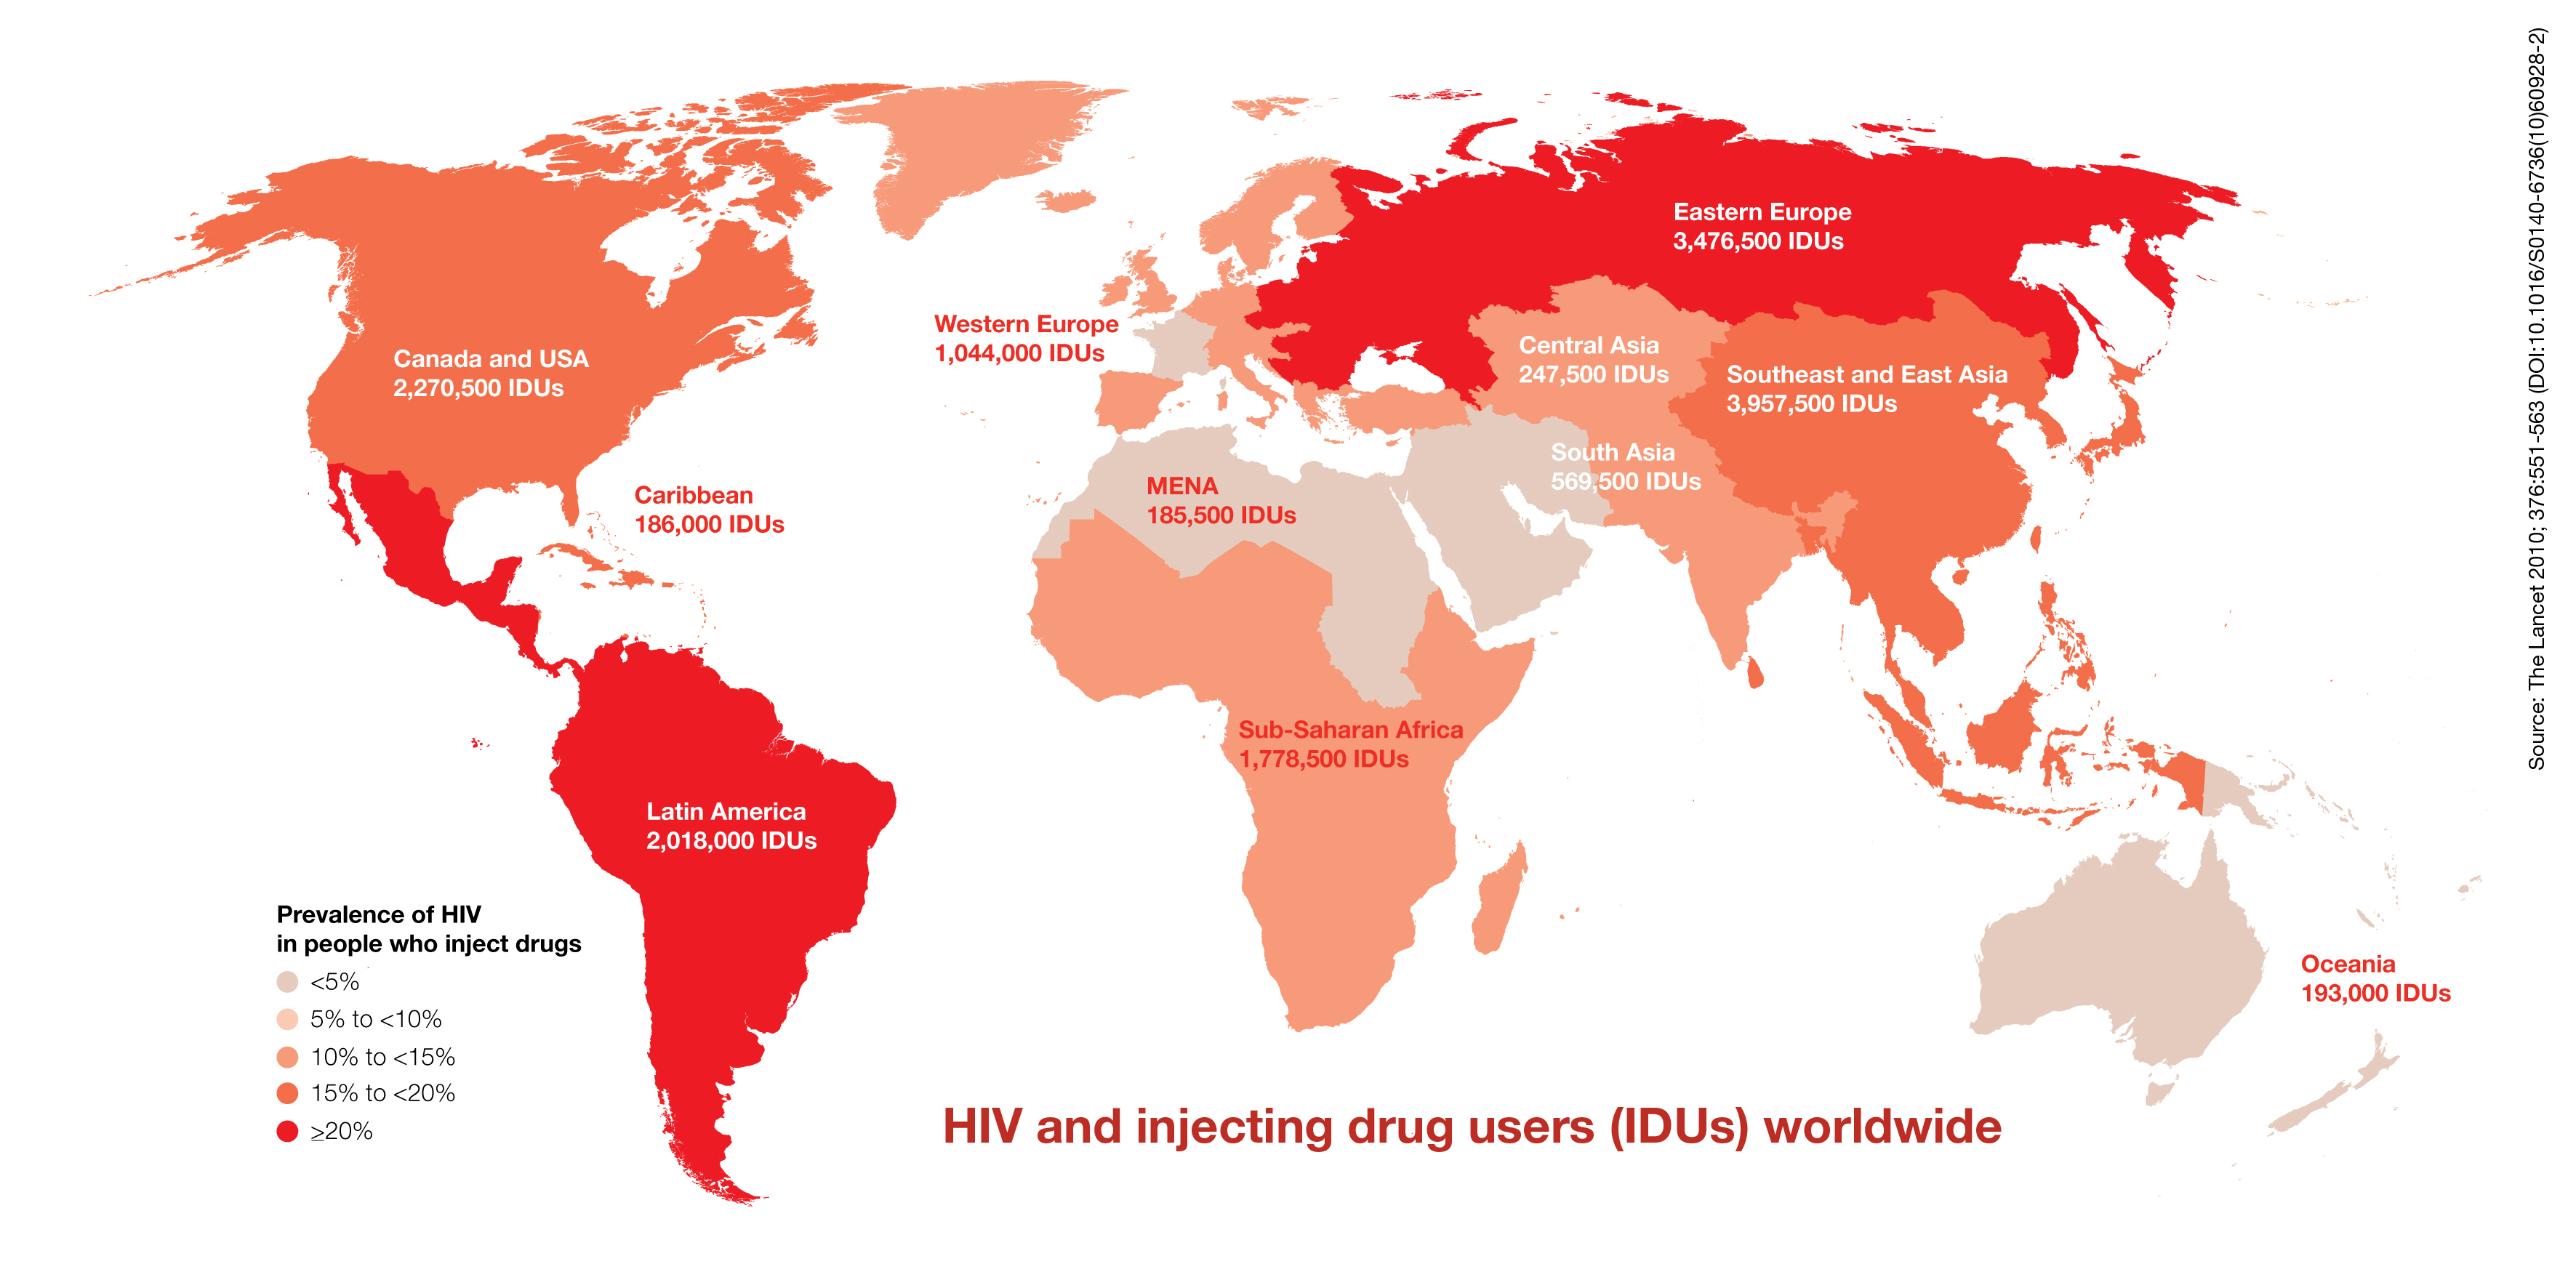 Source: The Lancet 2010; 376:551-563 (DOI:10.1016/S0140-6736(10)60928-2)
Eastern Europe
3,476,500 IDUs
Western Europe
1,044,000 IDUs
Canada and USA
2,270,500 IDUs
Central Asia
247,500 IDUs
Southeast and East Asia
3,957,500 IDUs
South Asia
569,500 IDUs
MENA
185,500 IDUs
Caribbean
186,000 IDUs
Sub-Saharan Africa
1,778,500 IDUs
Latin America
2,018,000 IDUs
Prevalence of HIV
in people who inject drugs
<5%
5% to <10%
10% to <15%
15% to <20%
≥20%
Oceania
193,000 IDUs
HIV and injecting drug users (IDUs) worldwide